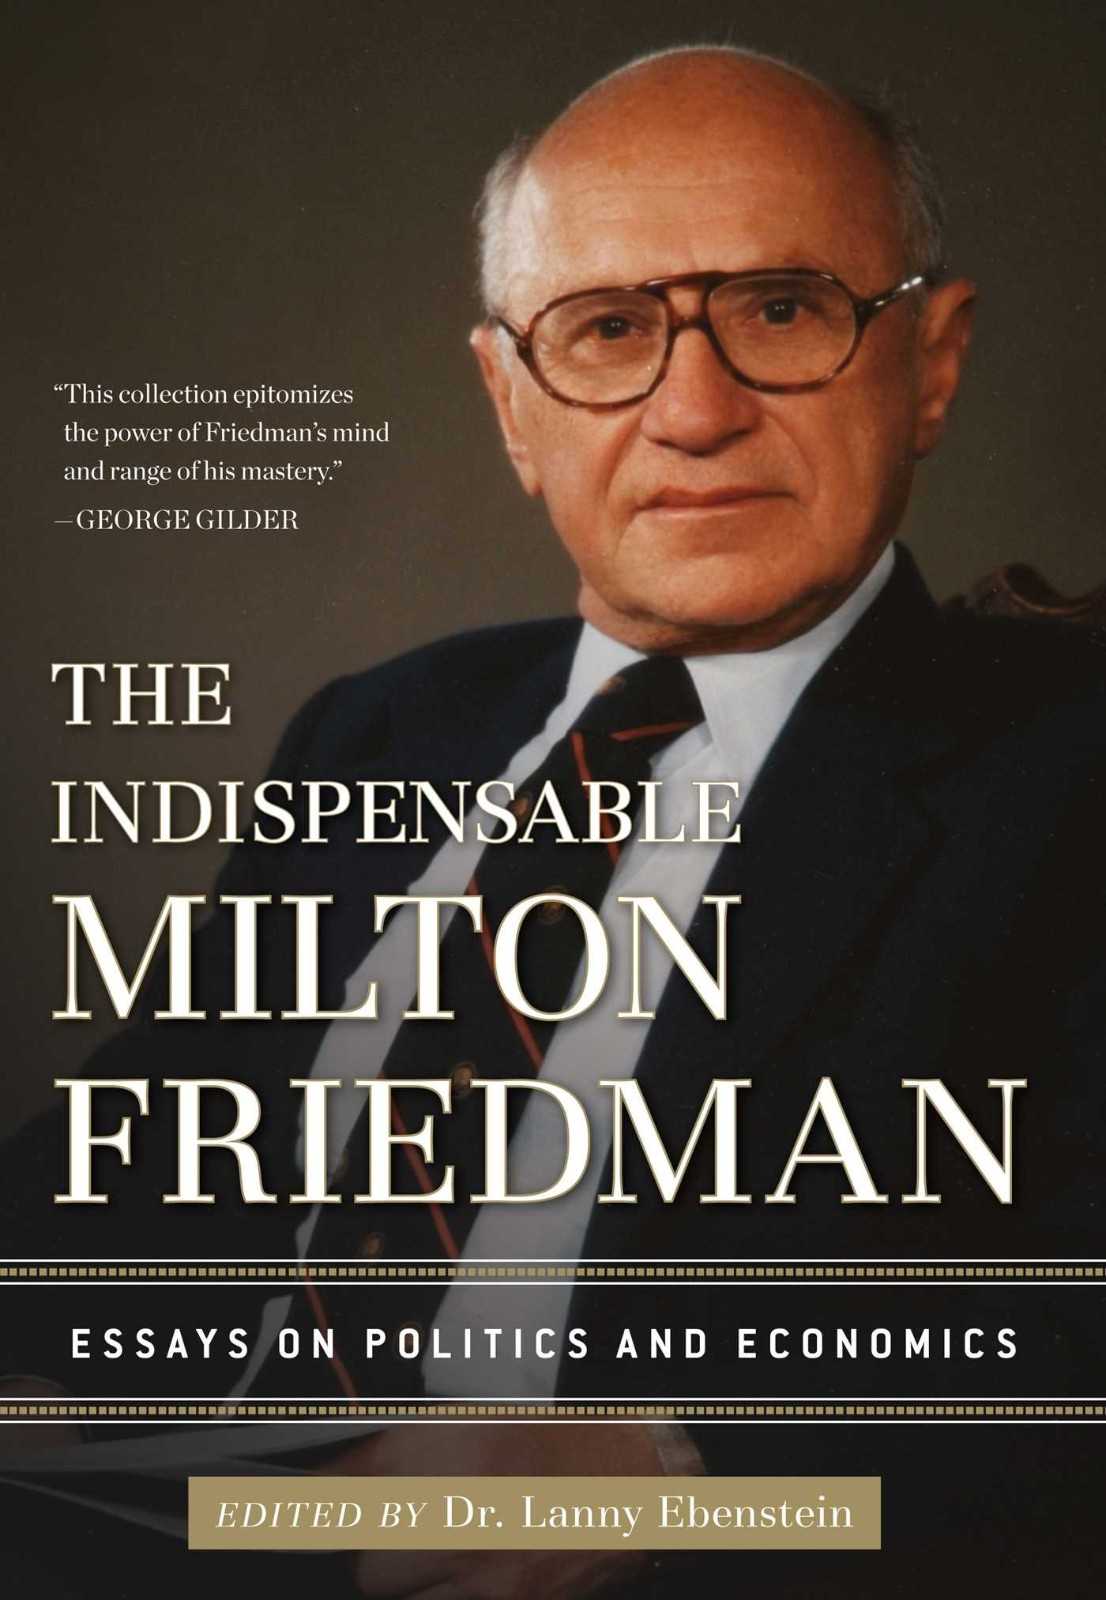 “This collection epitomizes
the power of Friedman’s mind
and range of his mastery.”
—GEORGE GILDER
THE
INDISPENSABLE
MILTON
FRIEDMAN
ESSAYS ON POLITICS AND ECONOMICS
EDITED BY Dr. Lanny Ebenstein